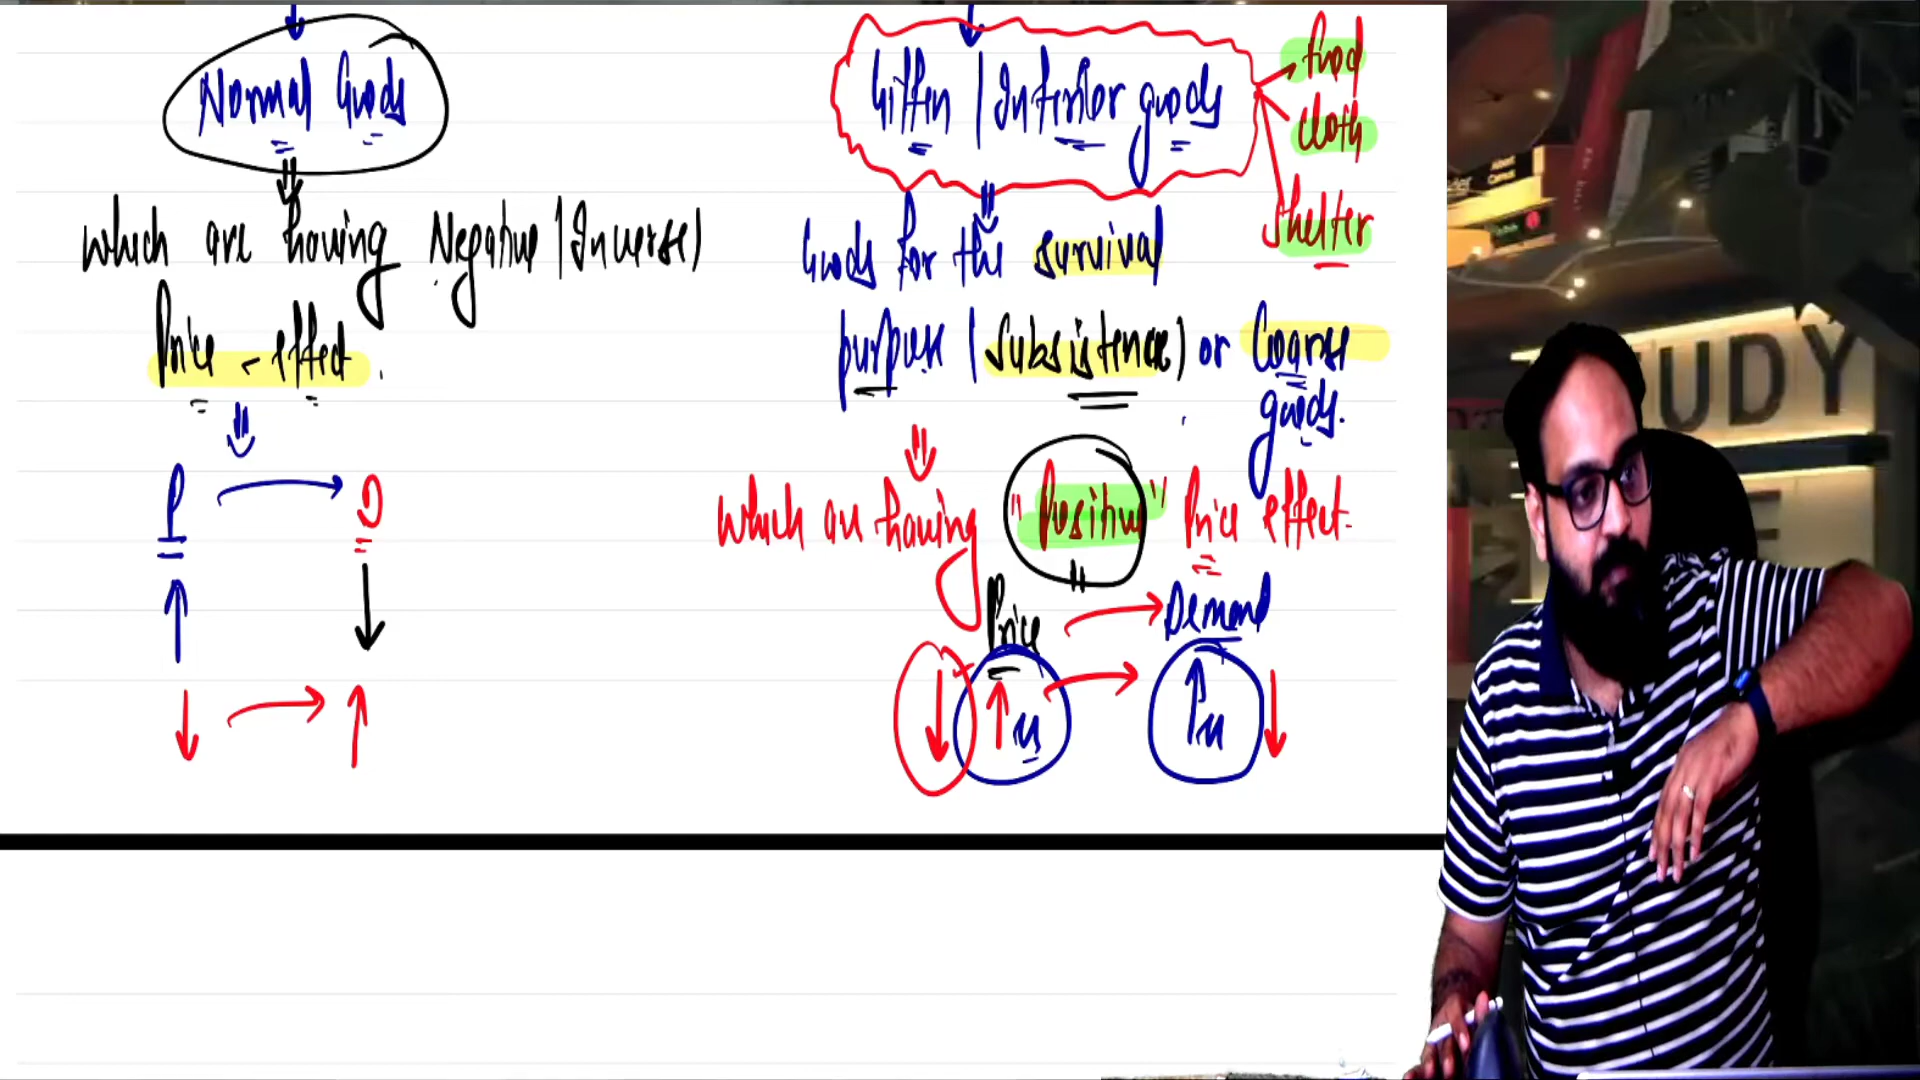 Normal Goods
which are having Negative (Inverse)
Price - effect.
P → D
↑ ↓
↓ → ↑
Giffen / Inferior goods
food
cloth
shelter
Goods for the survival
purpose (subsistence) or Coarse
goods.
which are having "Positive" Price effect.
Price → Demand
↓ ↑ → ↑ ↓
UDY